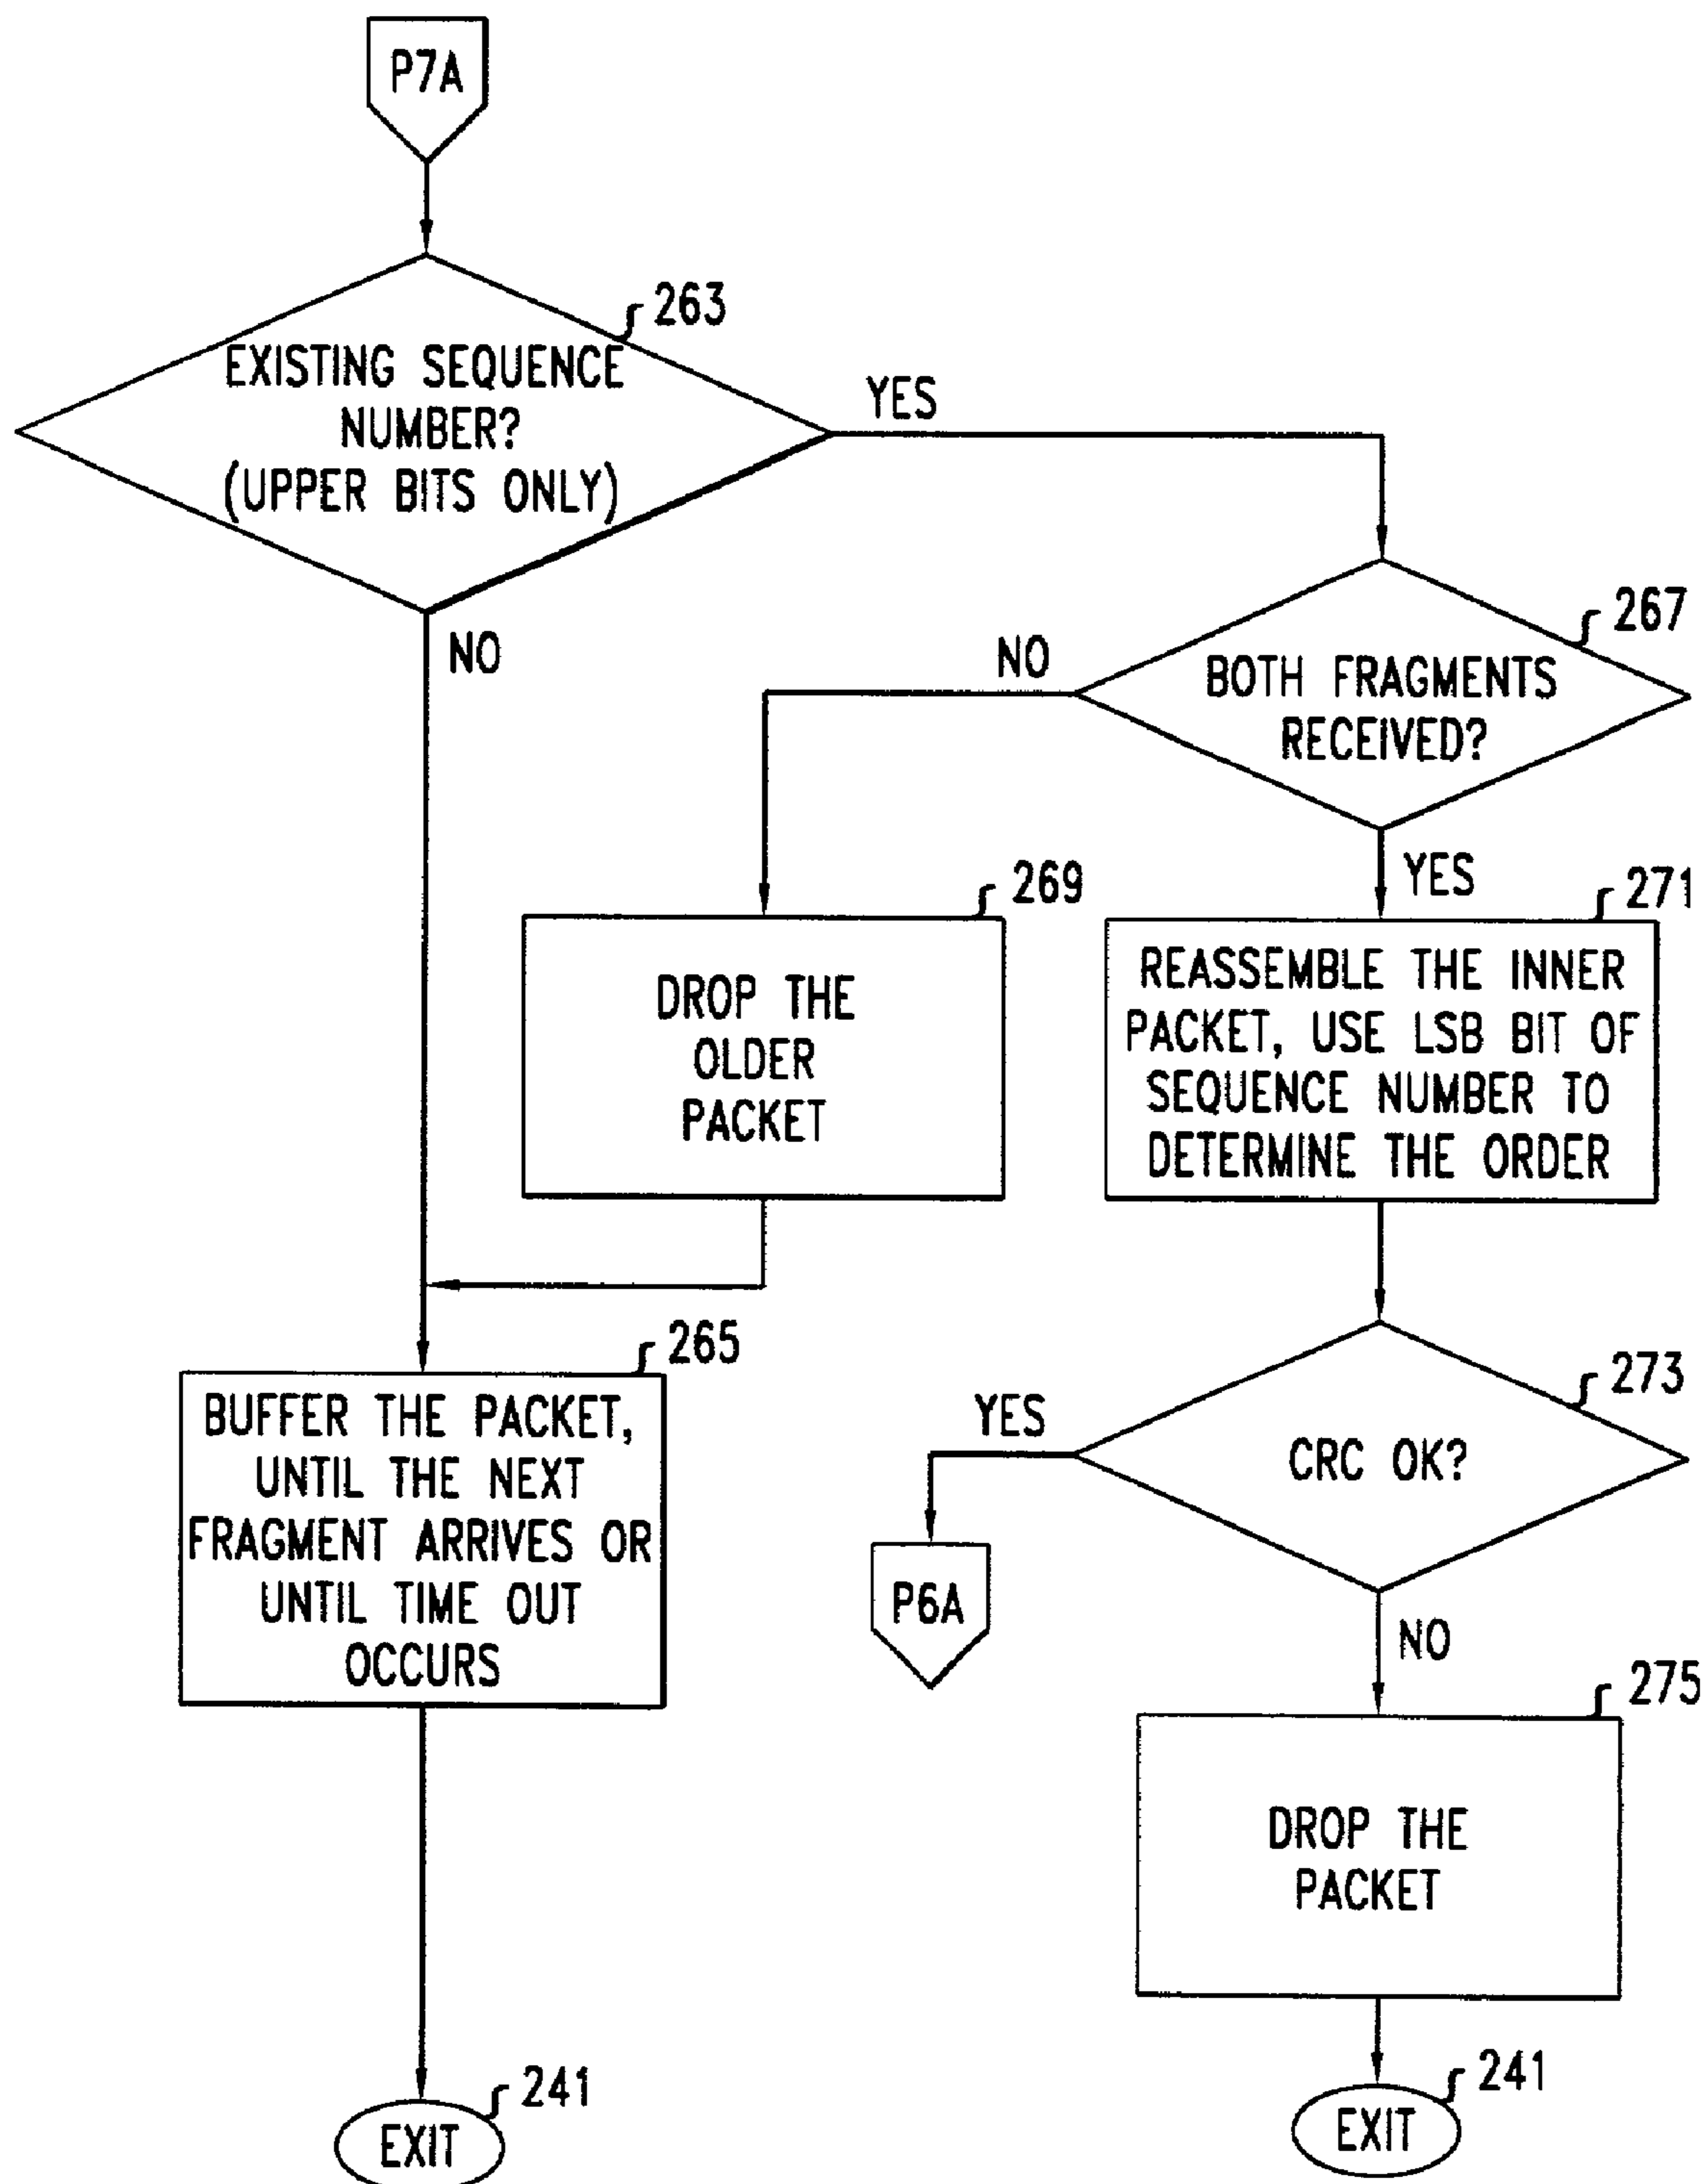 P7A
263
EXISTING SEQUENCE
NUMBER?
(UPPER BITS ONLY)
YES
NO
267
BOTH FRAGMENTS
RECEIVED?
NO
YES
269
DROP THE
OLDER
PACKET
271
REASSEMBLE THE INNER
PACKET, USE LSB BIT OF
SEQUENCE NUMBER TO
DETERMINE THE ORDER
265
BUFFER THE PACKET,
UNTIL THE NEXT
FRAGMENT ARRIVES OR
UNTIL TIME OUT
OCCURS
273
CRC OK?
YES
P6A
NO
275
DROP THE
PACKET
241
EXIT
241
EXIT